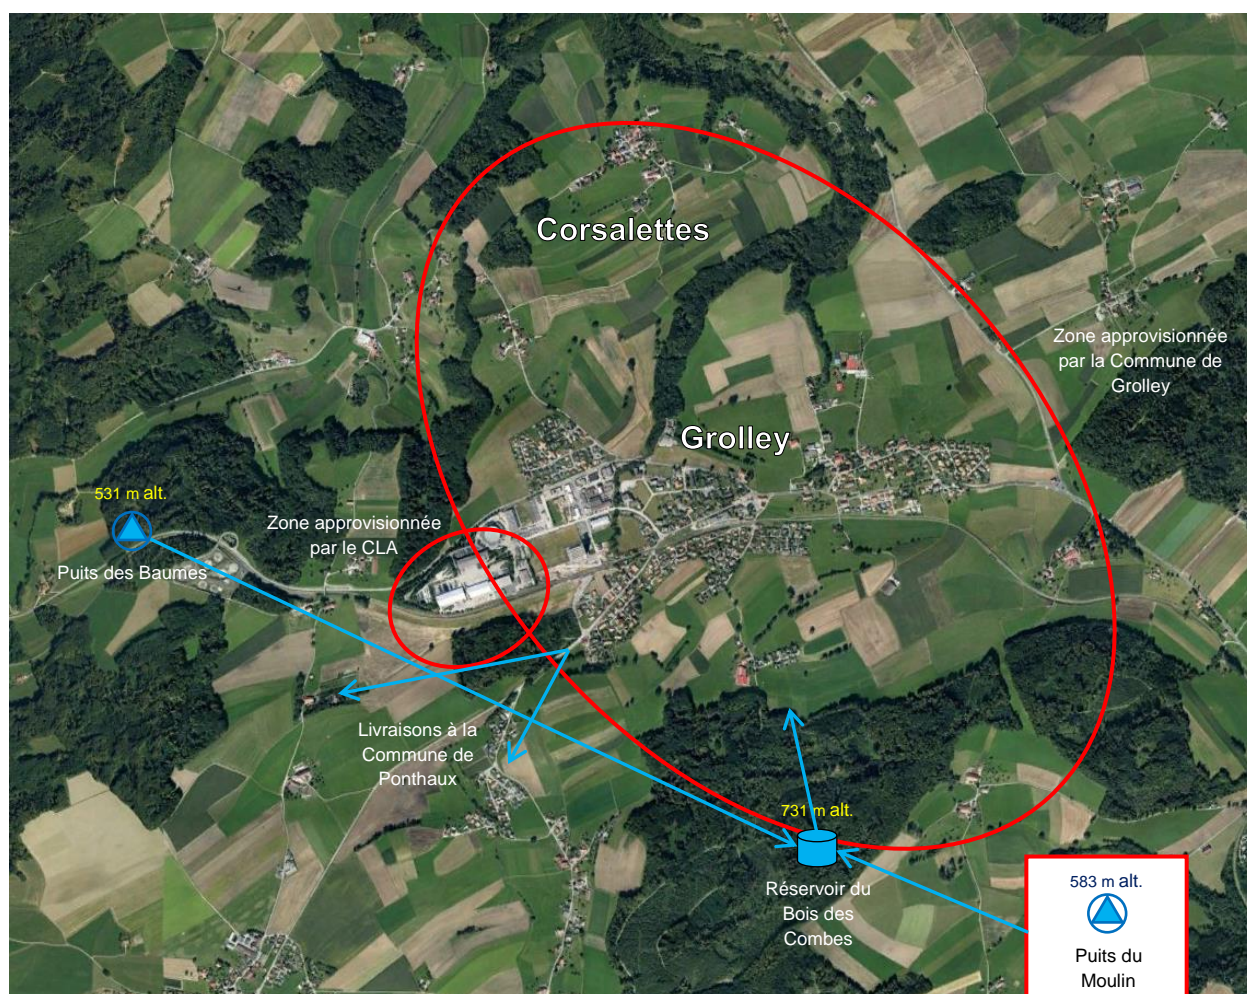 Corsalettes
Zone approvisionnée
par la Commune de
Grolley
Grolley
531 m alt.
Puits des Baumes
Zone approvisionnée
par le CLA
Livraisons à la
Commune de
Ponthaux
731 m alt.
Réservoir du
Bois des
Combes
583 m alt.
Puits du
Moulin